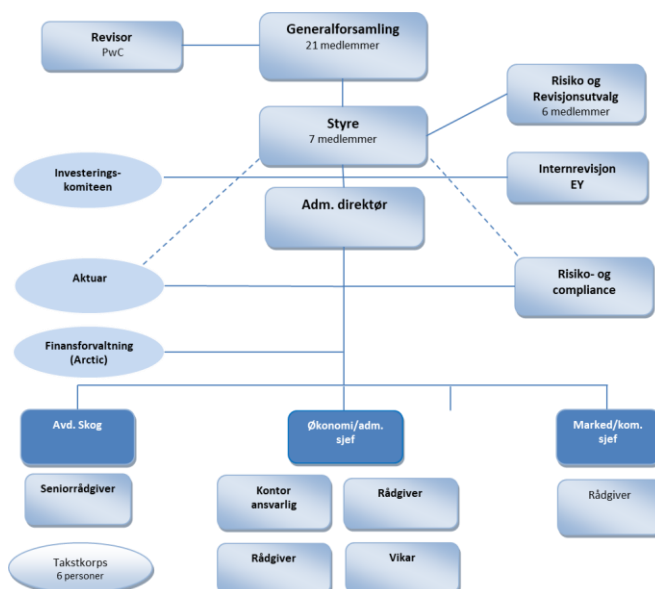 Revisor
PwC
Generalforsamling
21 medlemmer
Risiko og
Revisjonsutvalg
6 medlemmer
Styre
7 medlemmer
Investerings-
komiteen
Internrevisjon
EY
Adm. direktør
Aktuar
Risiko- og
compliance
Finansforvaltning
(Arctic)
Avd. Skog
Økonomi/adm.
sjef
Marked/kom.
sjef
Seniorrådgiver
Kontor
ansvarlig
Rådgiver
Rådgiver
Takstkorps
6 personer
Rådgiver
Vikar